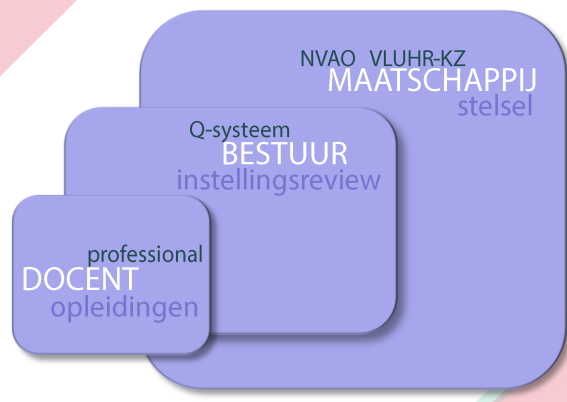 NVAO VLUHR-KZ
MAATSCHAPPIJ
stelsel
Q-systeem
BESTUUR
instellingsreview
professional
DOCENT
opleidingen